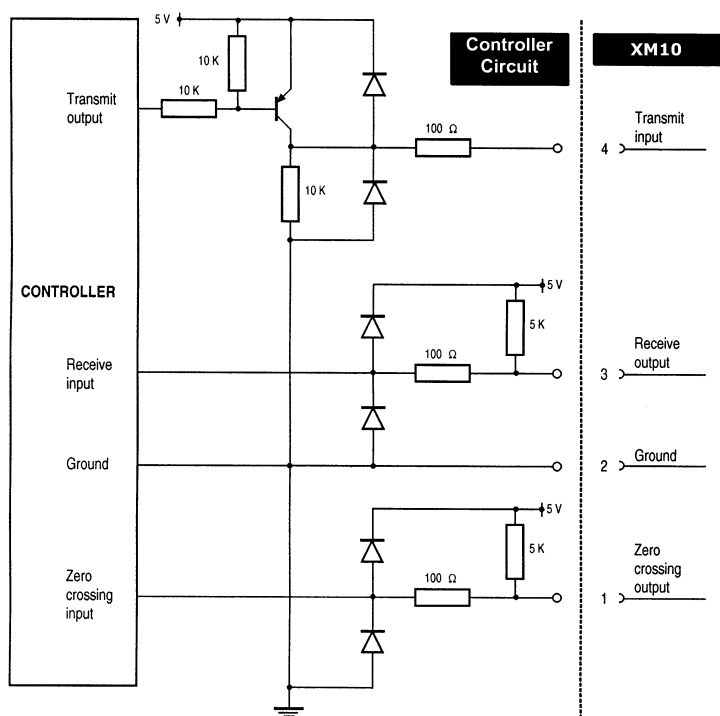 5 V
Controller
Circuit
XM10
10 K
10 K
Transmit
output
100 Ω
Transmit
input
4
10 K
CONTROLLER
5 V
5 K
Receive
input
100 Ω
Receive
output
3
Ground
2
Ground
5 V
5 K
Zero
crossing
input
100 Ω
Zero
crossing
output
1